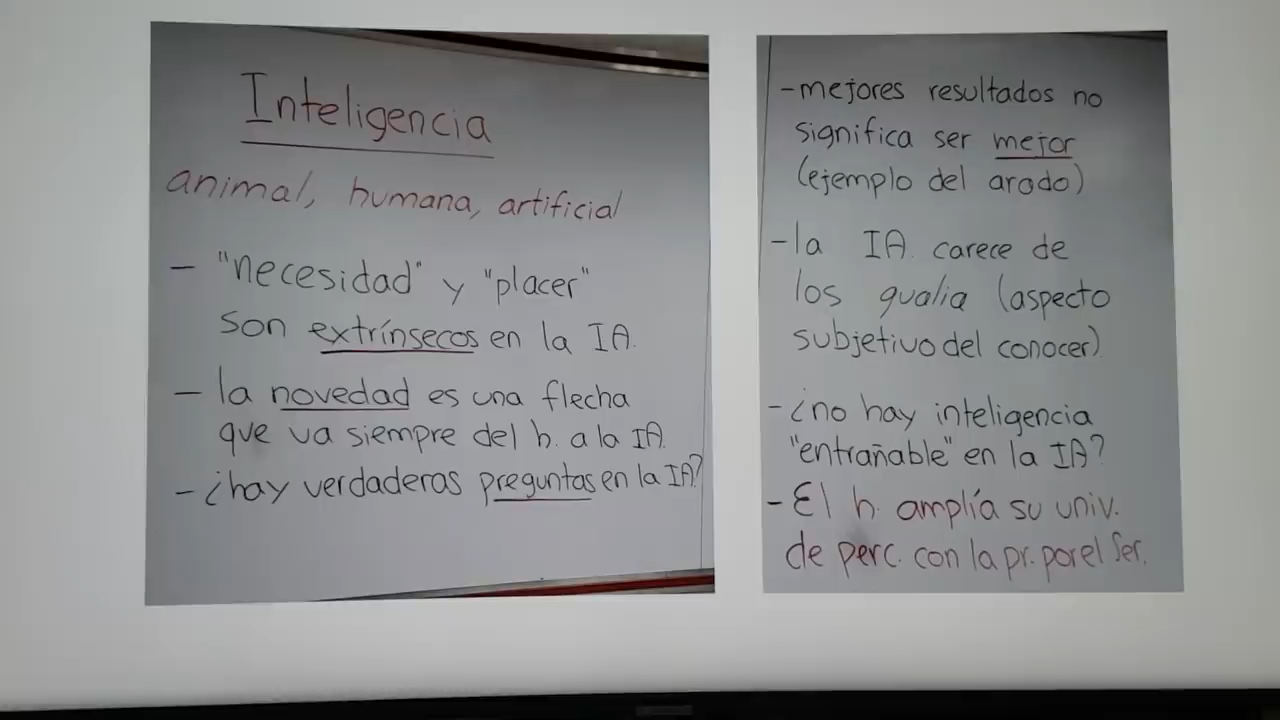 Inteligencia
animal, humana, artificial
- "necesidad" y "placer"
son extrínsecos en la IA.
- la novedad es una flecha
que va siempre del h. a la IA.
- ¿hay verdaderas preguntas en la IA?
- mejores resultados no
significa ser mejor
(ejemplo del arado)
- la IA carece de
los qualia (aspecto
subjetivo del conocer)
- ¿no hay inteligencia
"entrañable" en la IA?
- El h. amplía su univ.
de perc. con la pr. por el Ser.